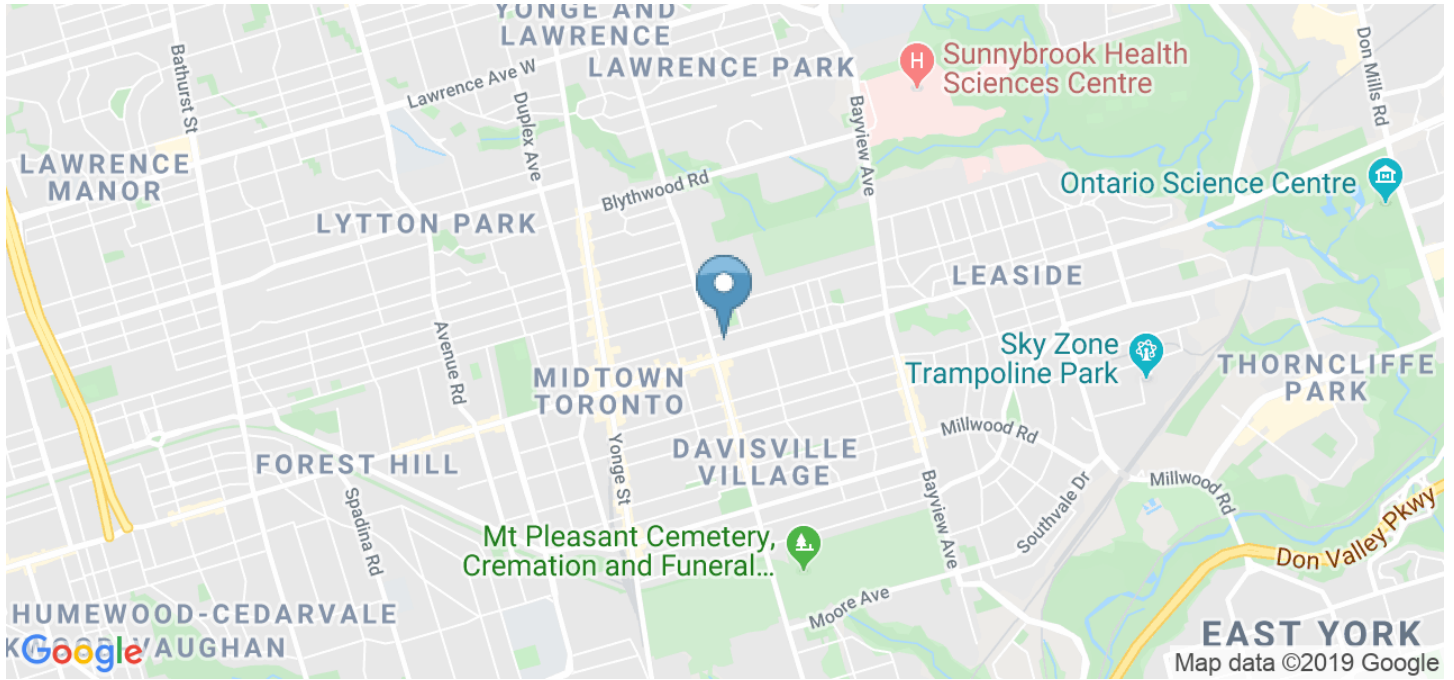 YONGE AND
LAWRENCE
LAWRENCE PARK
Sunnybrook Health
Sciences Centre
Bathurst St
Lawrence Ave W
Duplex Ave
Bayview Ave
Don Mills Rd
LAWRENCE
MANOR
Blythwood Rd
Ontario Science Centre
LYTTON PARK
LEASIDE
Avenue Rd
Sky Zone
Trampoline Park
THORNCLIFFE
PARK
MIDTOWN
TORONTO
Yonge St
Millwood Rd
DAVISVILLE
VILLAGE
FOREST HILL
Spadina Rd
Bayview Ave
Southvale Dr
Millwood Rd
Don Valley Pkwy
Mt Pleasant Cemetery,
Cremation and Funeral...
Moore Ave
HUMEWOOD-CEDARVALE
VAUGHAN
EAST YORK
Google
Map data ©2019 Google